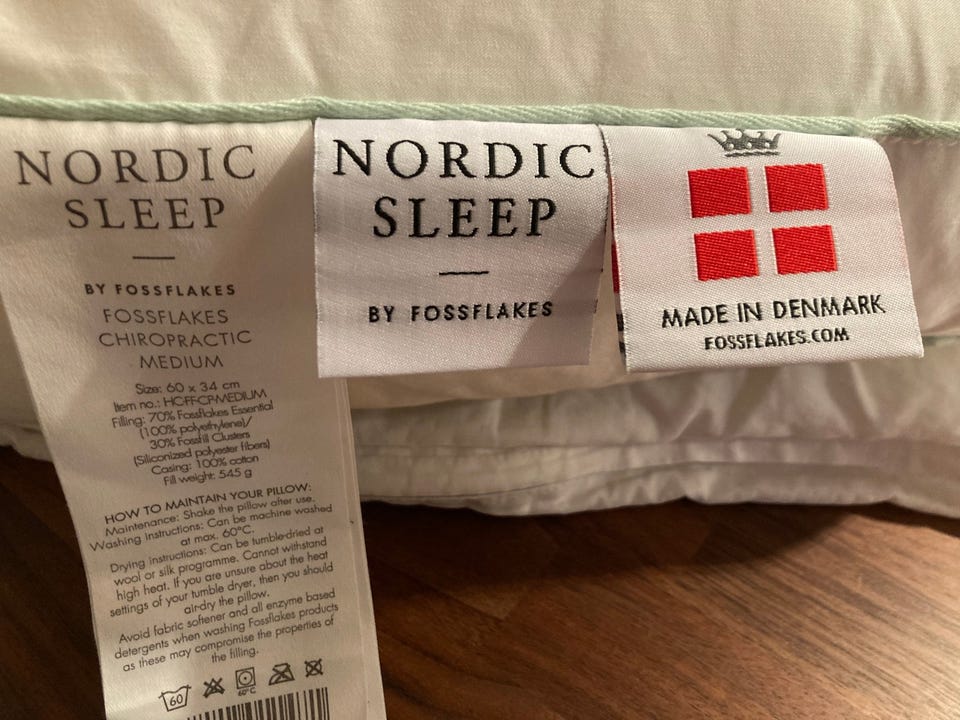 NORDIC
SLEEP
BY FOSSFLAKES
FOSSFLAKES
CHIROPRACTIC
MEDIUM
Size: 60 x 34 cm
Item no.: HCFF-CP-MEDIUM
Filling: 70% Fossflakes Essential
(100% polyethylene)/
30% Fossfill Clusters
(Siliconized polyester fibers)
Casing: 100% cotton
Fill weight: 545 g
HOW TO MAINTAIN YOUR PILLOW:
Maintenance: Shake the pillow after use.
Washing instructions: Can be machine washed
at max. 60°C.
Drying instructions: Can be tumble-dried at
wool or silk programme. Cannot withstand
high heat. If you are unsure about the heat
settings of your tumble dryer, then you should
airdry the pillow.
Avoid fabric softener and all enzyme based
detergents when washing Fossflakes products
as these may compromise the properties of
the filling.
60
60°C
NORDIC
SLEEP
BY FOSSFLAKES
MADE IN DENMARK
FOSSFLAKES.COM